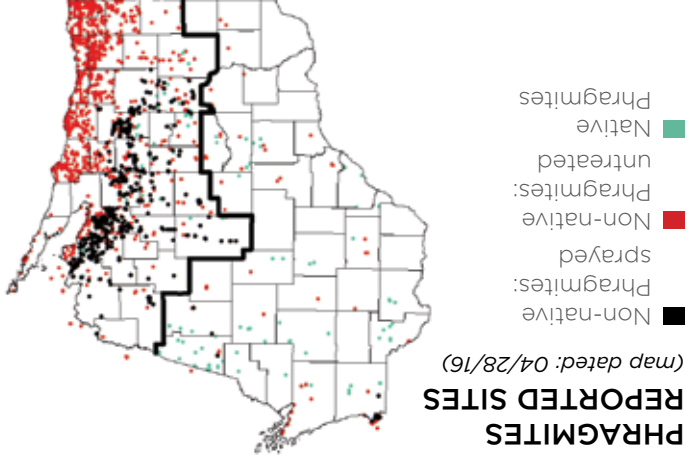 PHRAGMITES
REPORTED SITES
(map dated: 04/28/16)
Non-native
Phragmites:
sprayed
Non-native
Phragmites:
untreated
Native
Phragmites